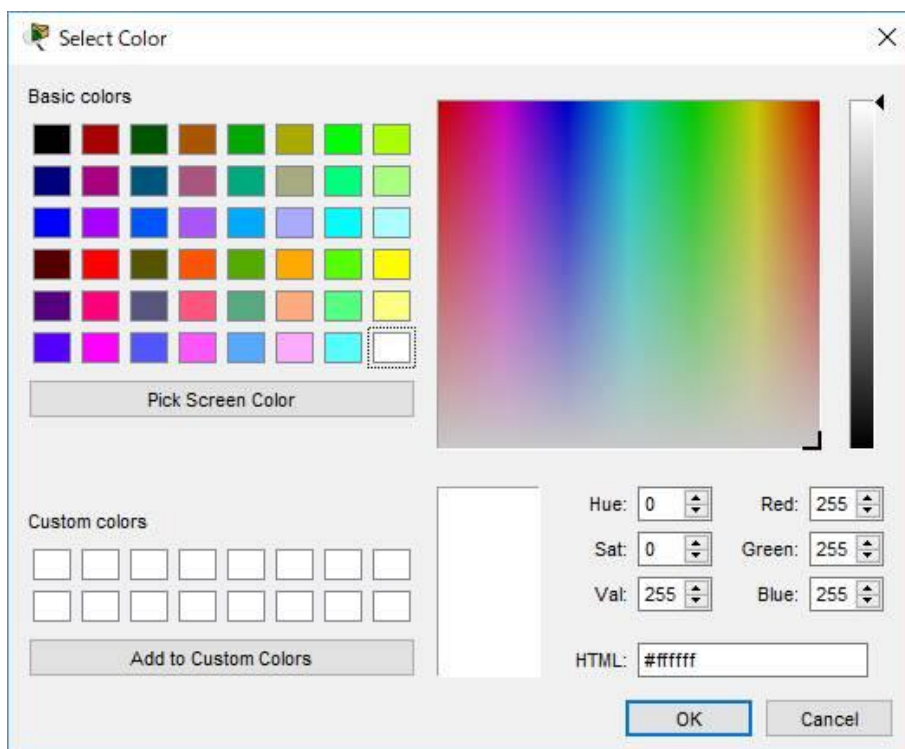 Select Color
Basic colors
Pick Screen Color
Custom colors
Add to Custom Colors
Hue: 0 Red: 255
Sat: 0 Green: 255
Val: 255 Blue: 255
HTML: #ffffff
OK Cancel